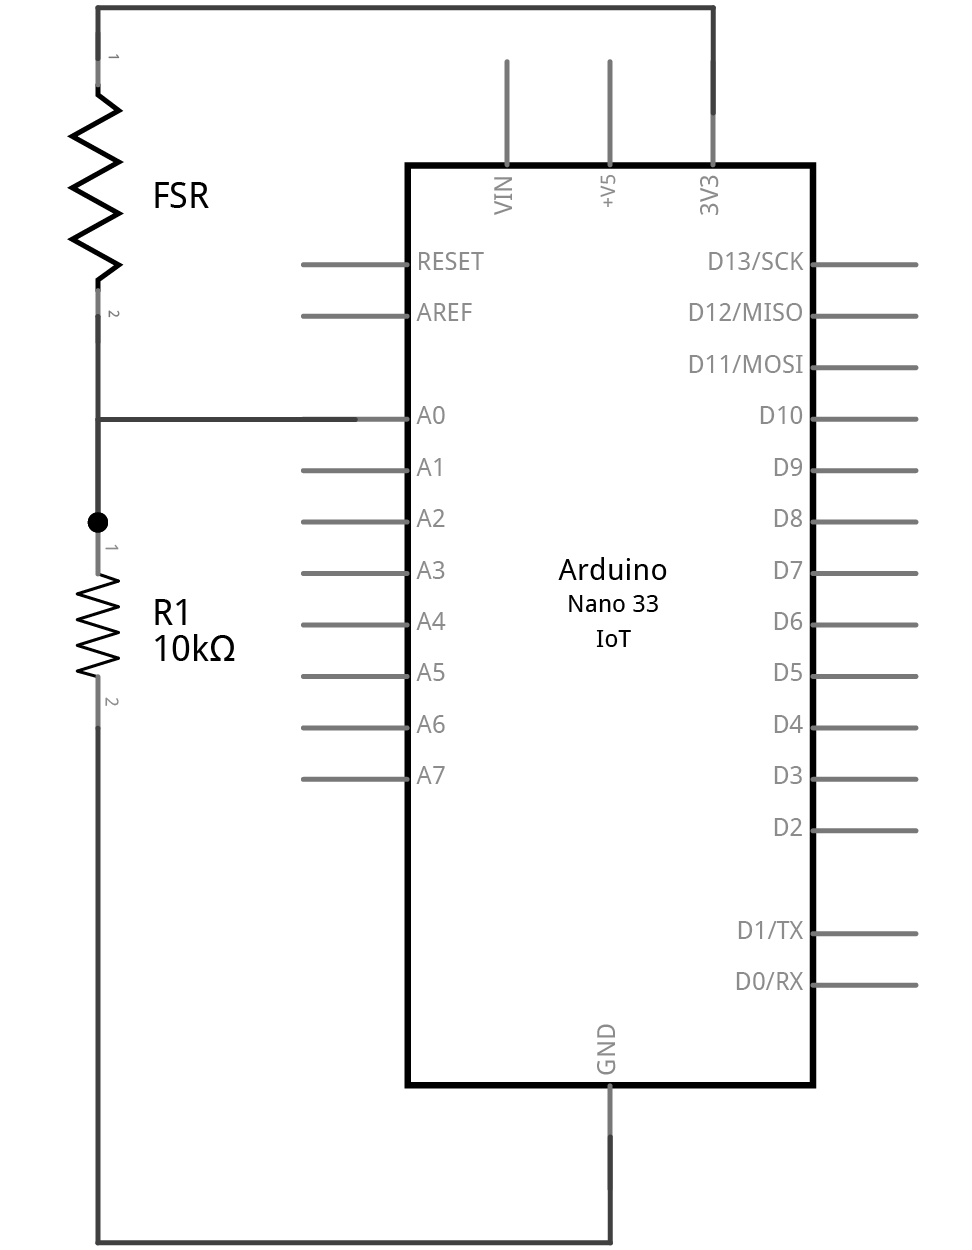 1
FSR
2
VIN
+V5
3V3
RESET
AREF
A0
A1
A2
A3
A4
A5
A6
A7
D13/SCK
D12/MISO
D11/MOSI
D10
D9
D8
D7
D6
D5
D4
D3
D2
D1/TX
D0/RX
Arduino
Nano 33
IoT
1
R1
10kΩ
2
GND